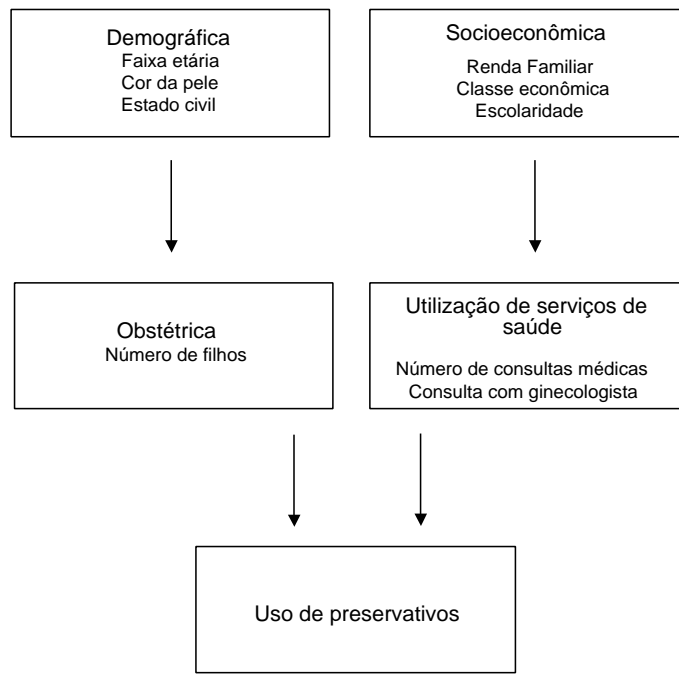 Demográfica
Faixa etária
Cor da pele
Estado civil
Socioeconômica
Renda Familiar
Classe econômica
Escolaridade
Obstétrica
Número de filhos
Utilização de serviços de
saúde
Número de consultas médicas
Consulta com ginecologista
Uso de preservativos